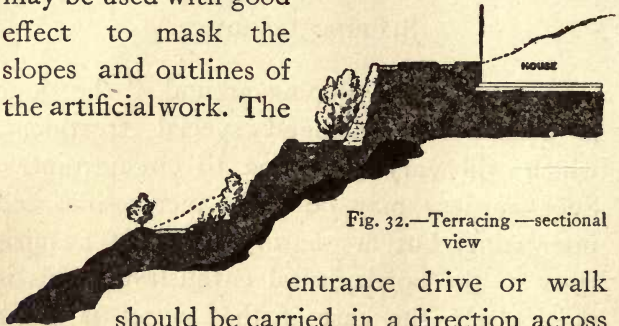 may be used with good
effect to mask the
slopes and outlines of
the artificial work. The
HOUSE
Fig. 32.—Terracing—sectional
view
entrance drive or walk
should be carried in a direction across